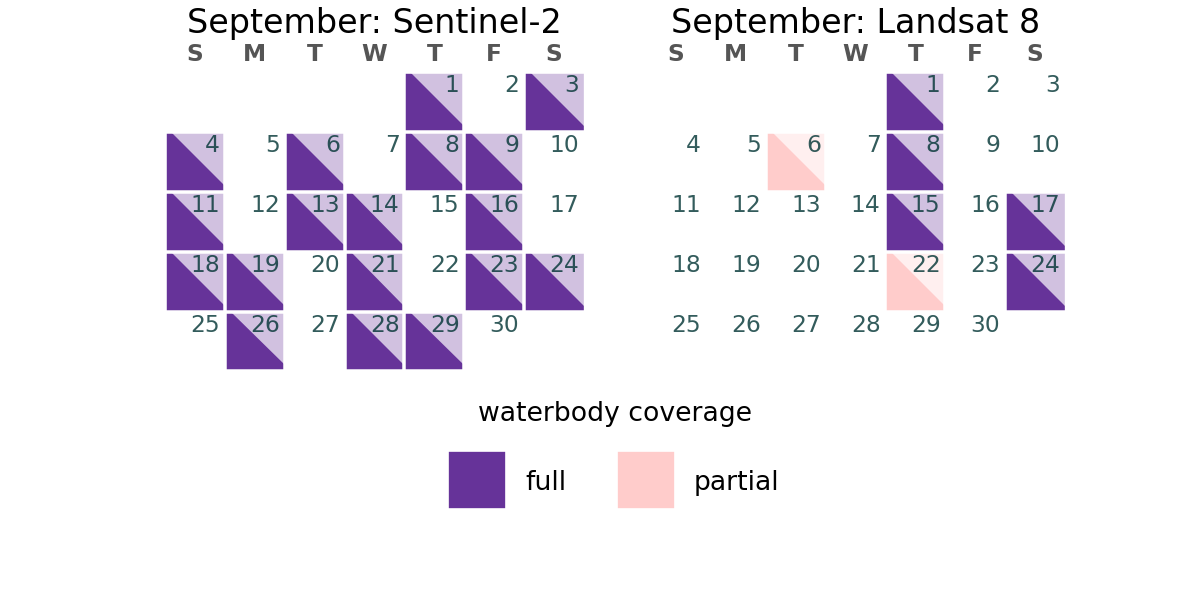 September: Sentinel-2
S M T W T F S
1 2 3
4 5 6 7 8 9 10
11 12 13 14 15 16 17
18 19 20 21 22 23 24
25 26 27 28 29 30
September: Landsat 8
S M T W T F S
1 2 3
4 5 6 7 8 9 10
11 12 13 14 15 16 17
18 19 20 21 22 23 24
25 26 27 28 29 30
waterbody coverage
full partial